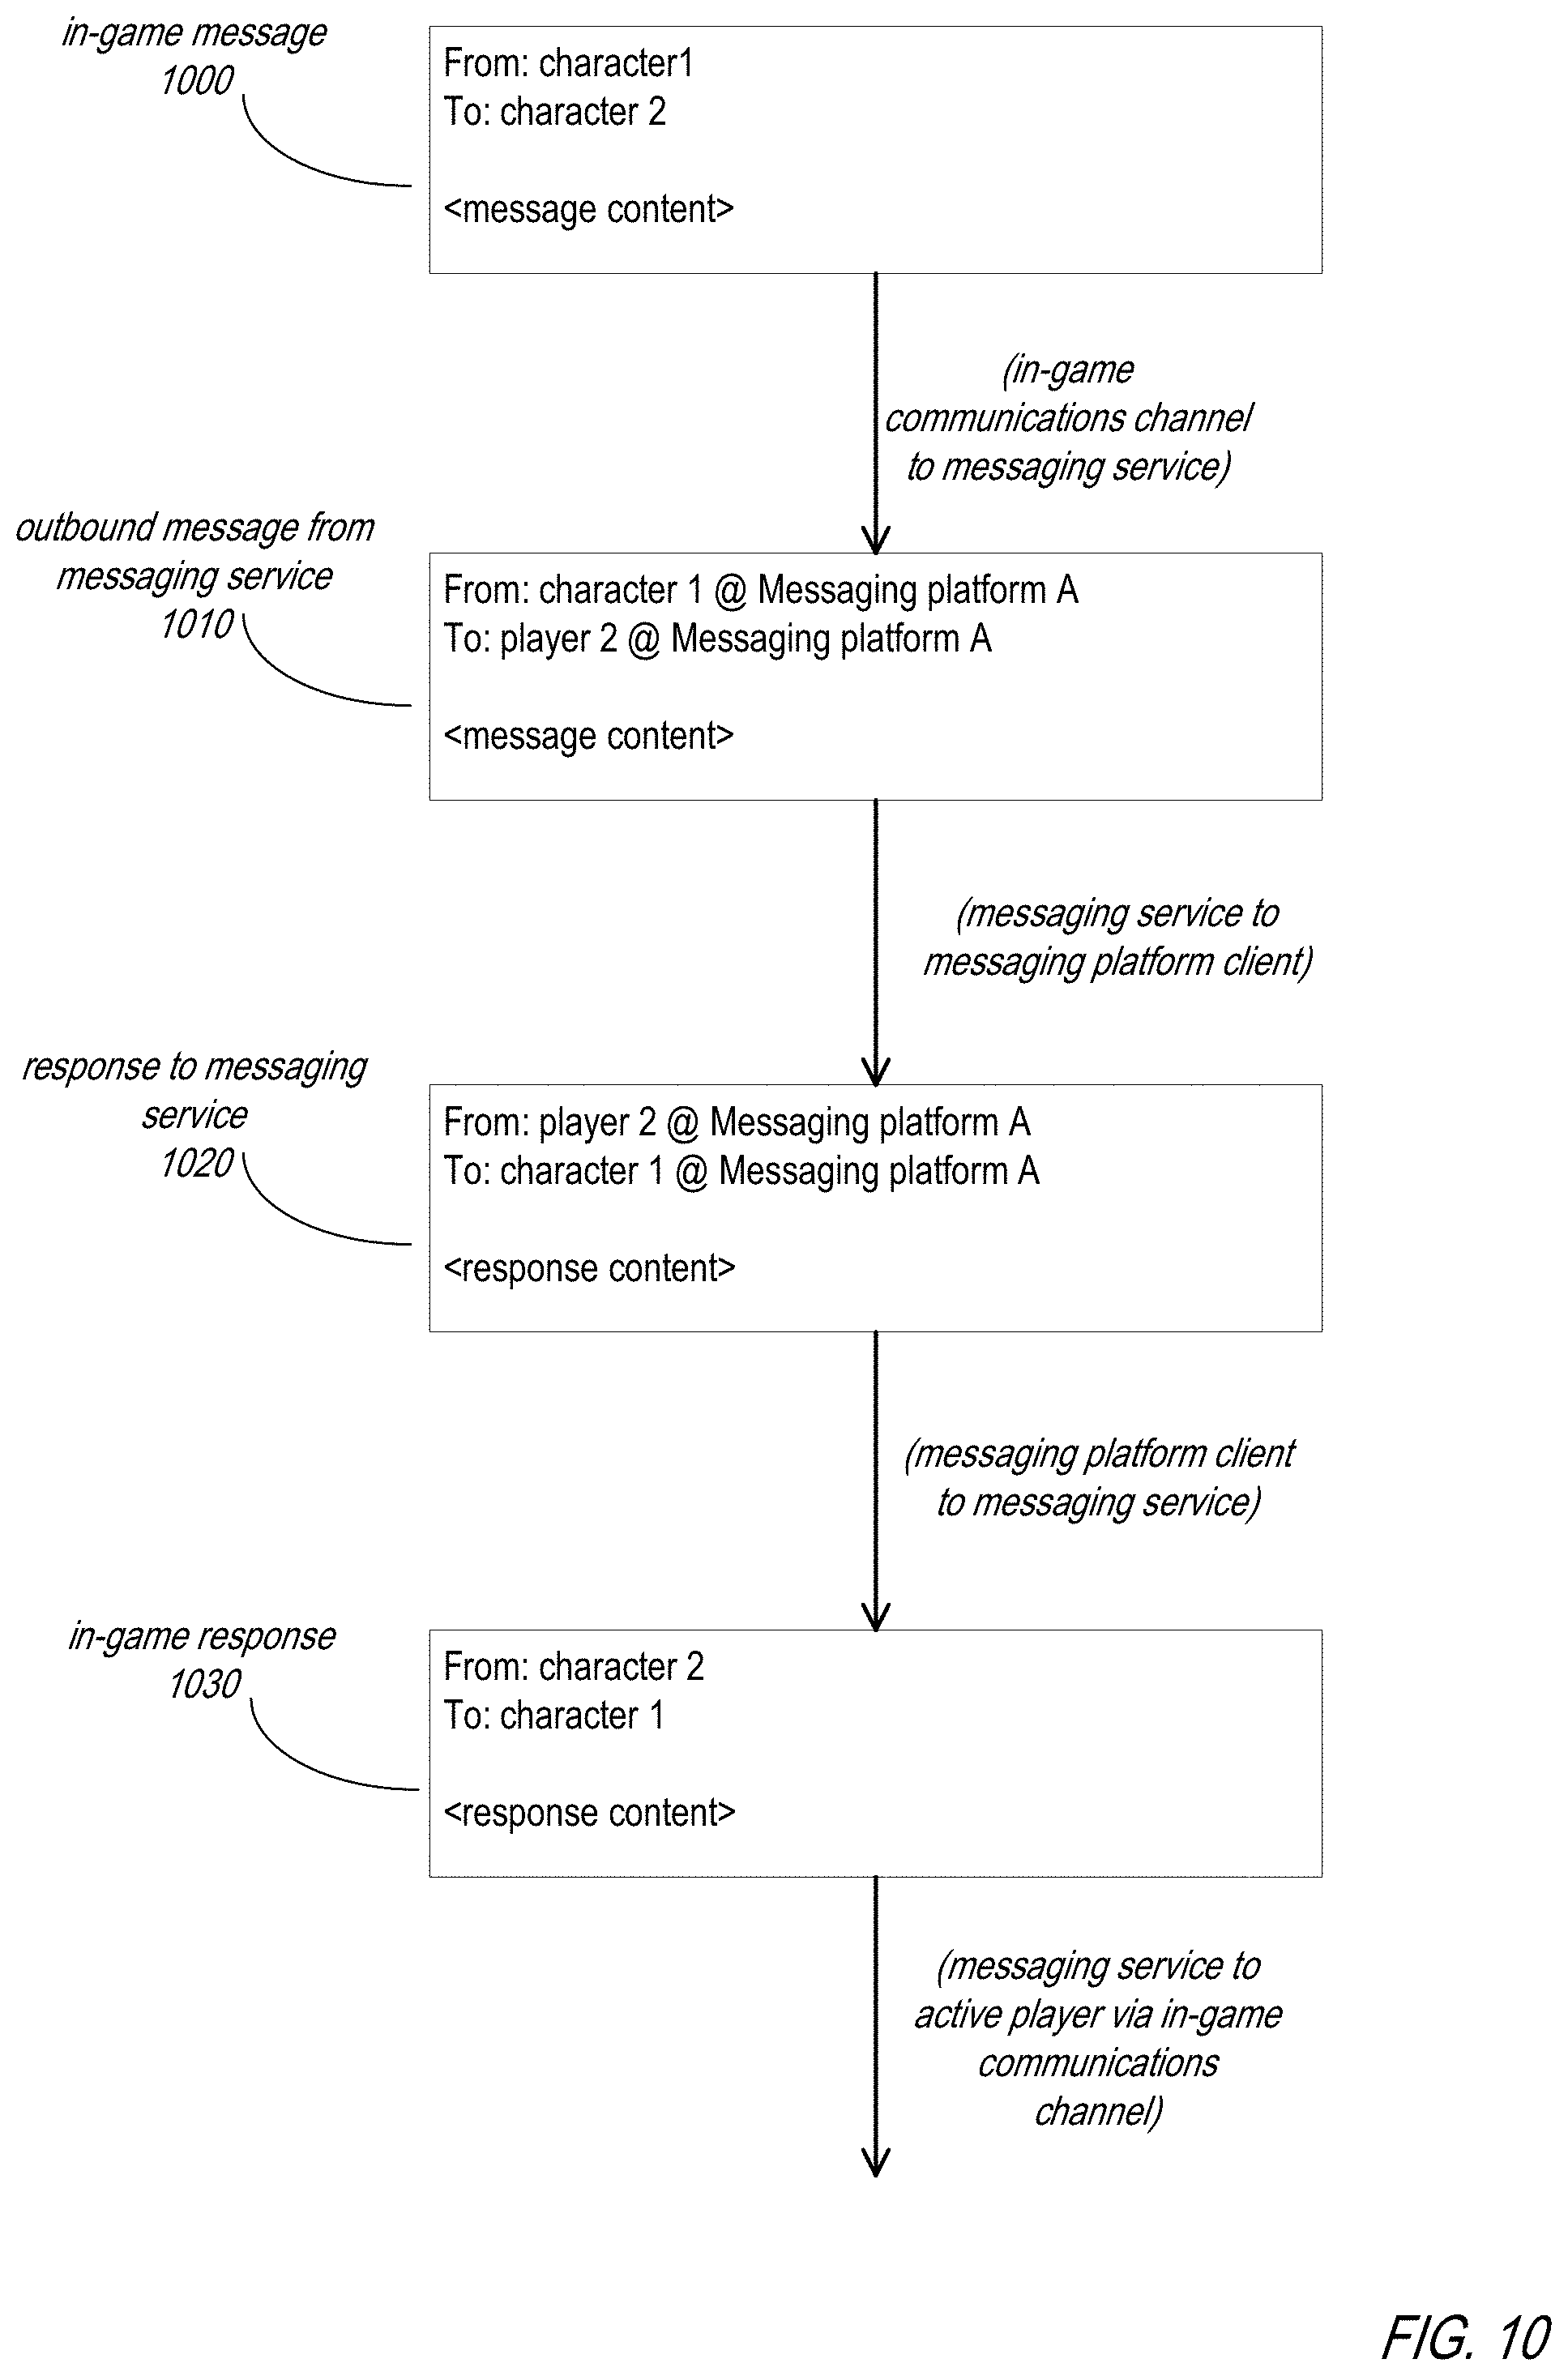 in-game message
1000
From: character1
To: character 2
<message content>
(in-game
communications channel
to messaging service)
outbound message from
messaging service
1010
From: character 1 @ Messaging platform A
To: player 2 @ Messaging platform A
<message content>
(messaging service to
messaging platform client)
response to messaging
service
1020
From: player 2 @ Messaging platform A
To: character 1 @ Messaging platform A
<response content>
(messaging platform client
to messaging service)
in-game response
1030
From: character 2
To: character 1
<response content>
(messaging service to
active player via in-game
communications
channel)
FIG. 10